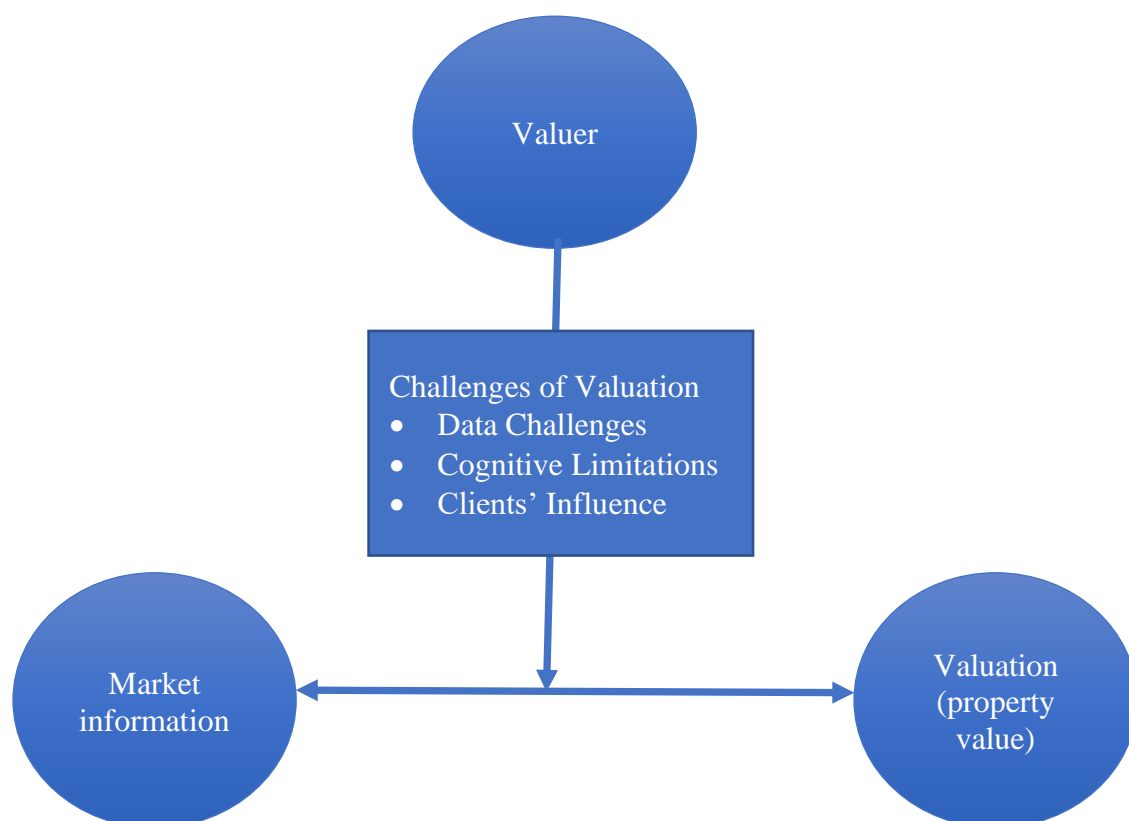 Valuer
Challenges of Valuation
• Data Challenges
• Cognitive Limitations
• Clients’ Influence
Market
information
Valuation
(property
value)